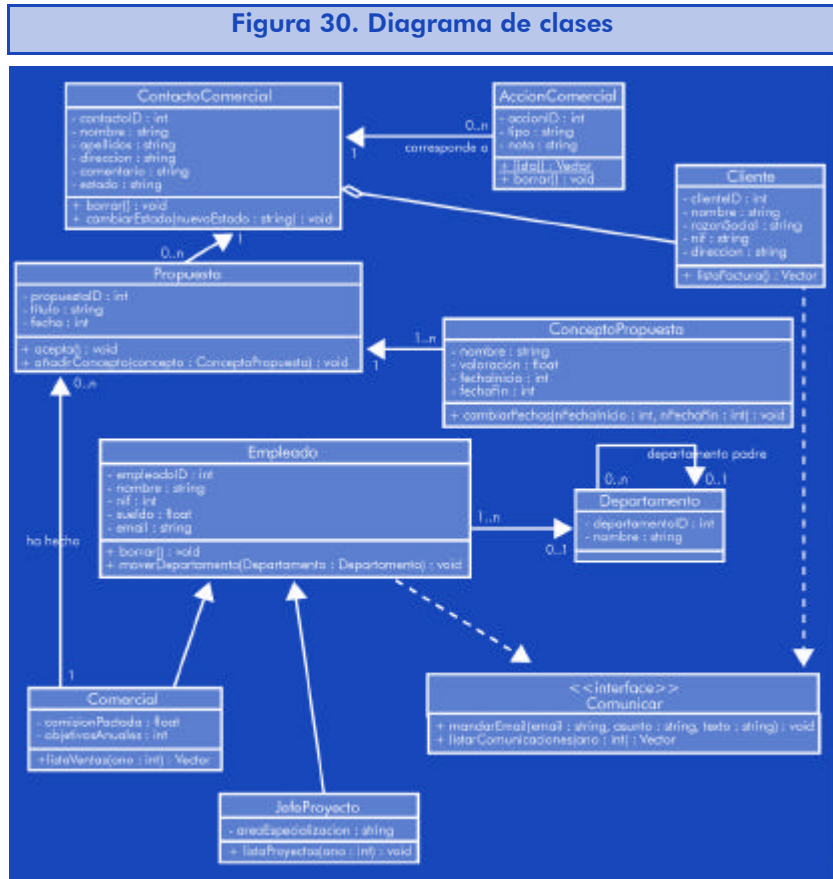 Figura 30. Diagrama de clases
ContactoComercial
- contactoID : int
- nombre : string
- apellidos : string
- direccion : string
- comentario : string
- estado : string
+ borrar() : void
+ cambiarEstado(nuevoEstado : string) : void
AccionComercial
- accionID : int
- tipo : string
- nota : string
+ lista() : Vector
+ borrar() : void
0..n
1
corresponde a
Cliente
- clienteID : int
- nombre : string
- razonSocial : string
- nif : string
- direccion : string
+ listaFactura() : Vector
1
0..n
Propuesta
- propuestaID : int
- titulo : string
- fecha : int
+ acepta() : void
+ añadirConcepto(concepto : ConceptoPropuesta) : void
1..n
1
ConceptoPropuesta
- nombre : string
- valoración : float
- fechaInicio : int
- fechaFin : int
+ cambiarFechas(nFechaInicio : int, nFechaFin : int) : void
0..n
Empleado
- empleadoID : int
- nombre : string
- nif : int
- sueldo : float
- email : string
+ borrar() : void
+ moverDepartamento(Departamento : Departamento) : void
departamento padre
0..n
0..1
Departamento
- departamentoID : int
- nombre : string
1..n
0..1
ha hecho
1
Comercial
- comisionPactada : float
- objetivosAnuales : int
+listaVentas(ano : int) : Vector
<<interface>>
Comunicar
+ mandarEmail(email : string, asunto : string, texto : string) : void
+ listarComunicaciones(ano : int) : Vector
JefeProyecto
- areaEspecializacion : string
+ listaProyectos(ano : int) : void